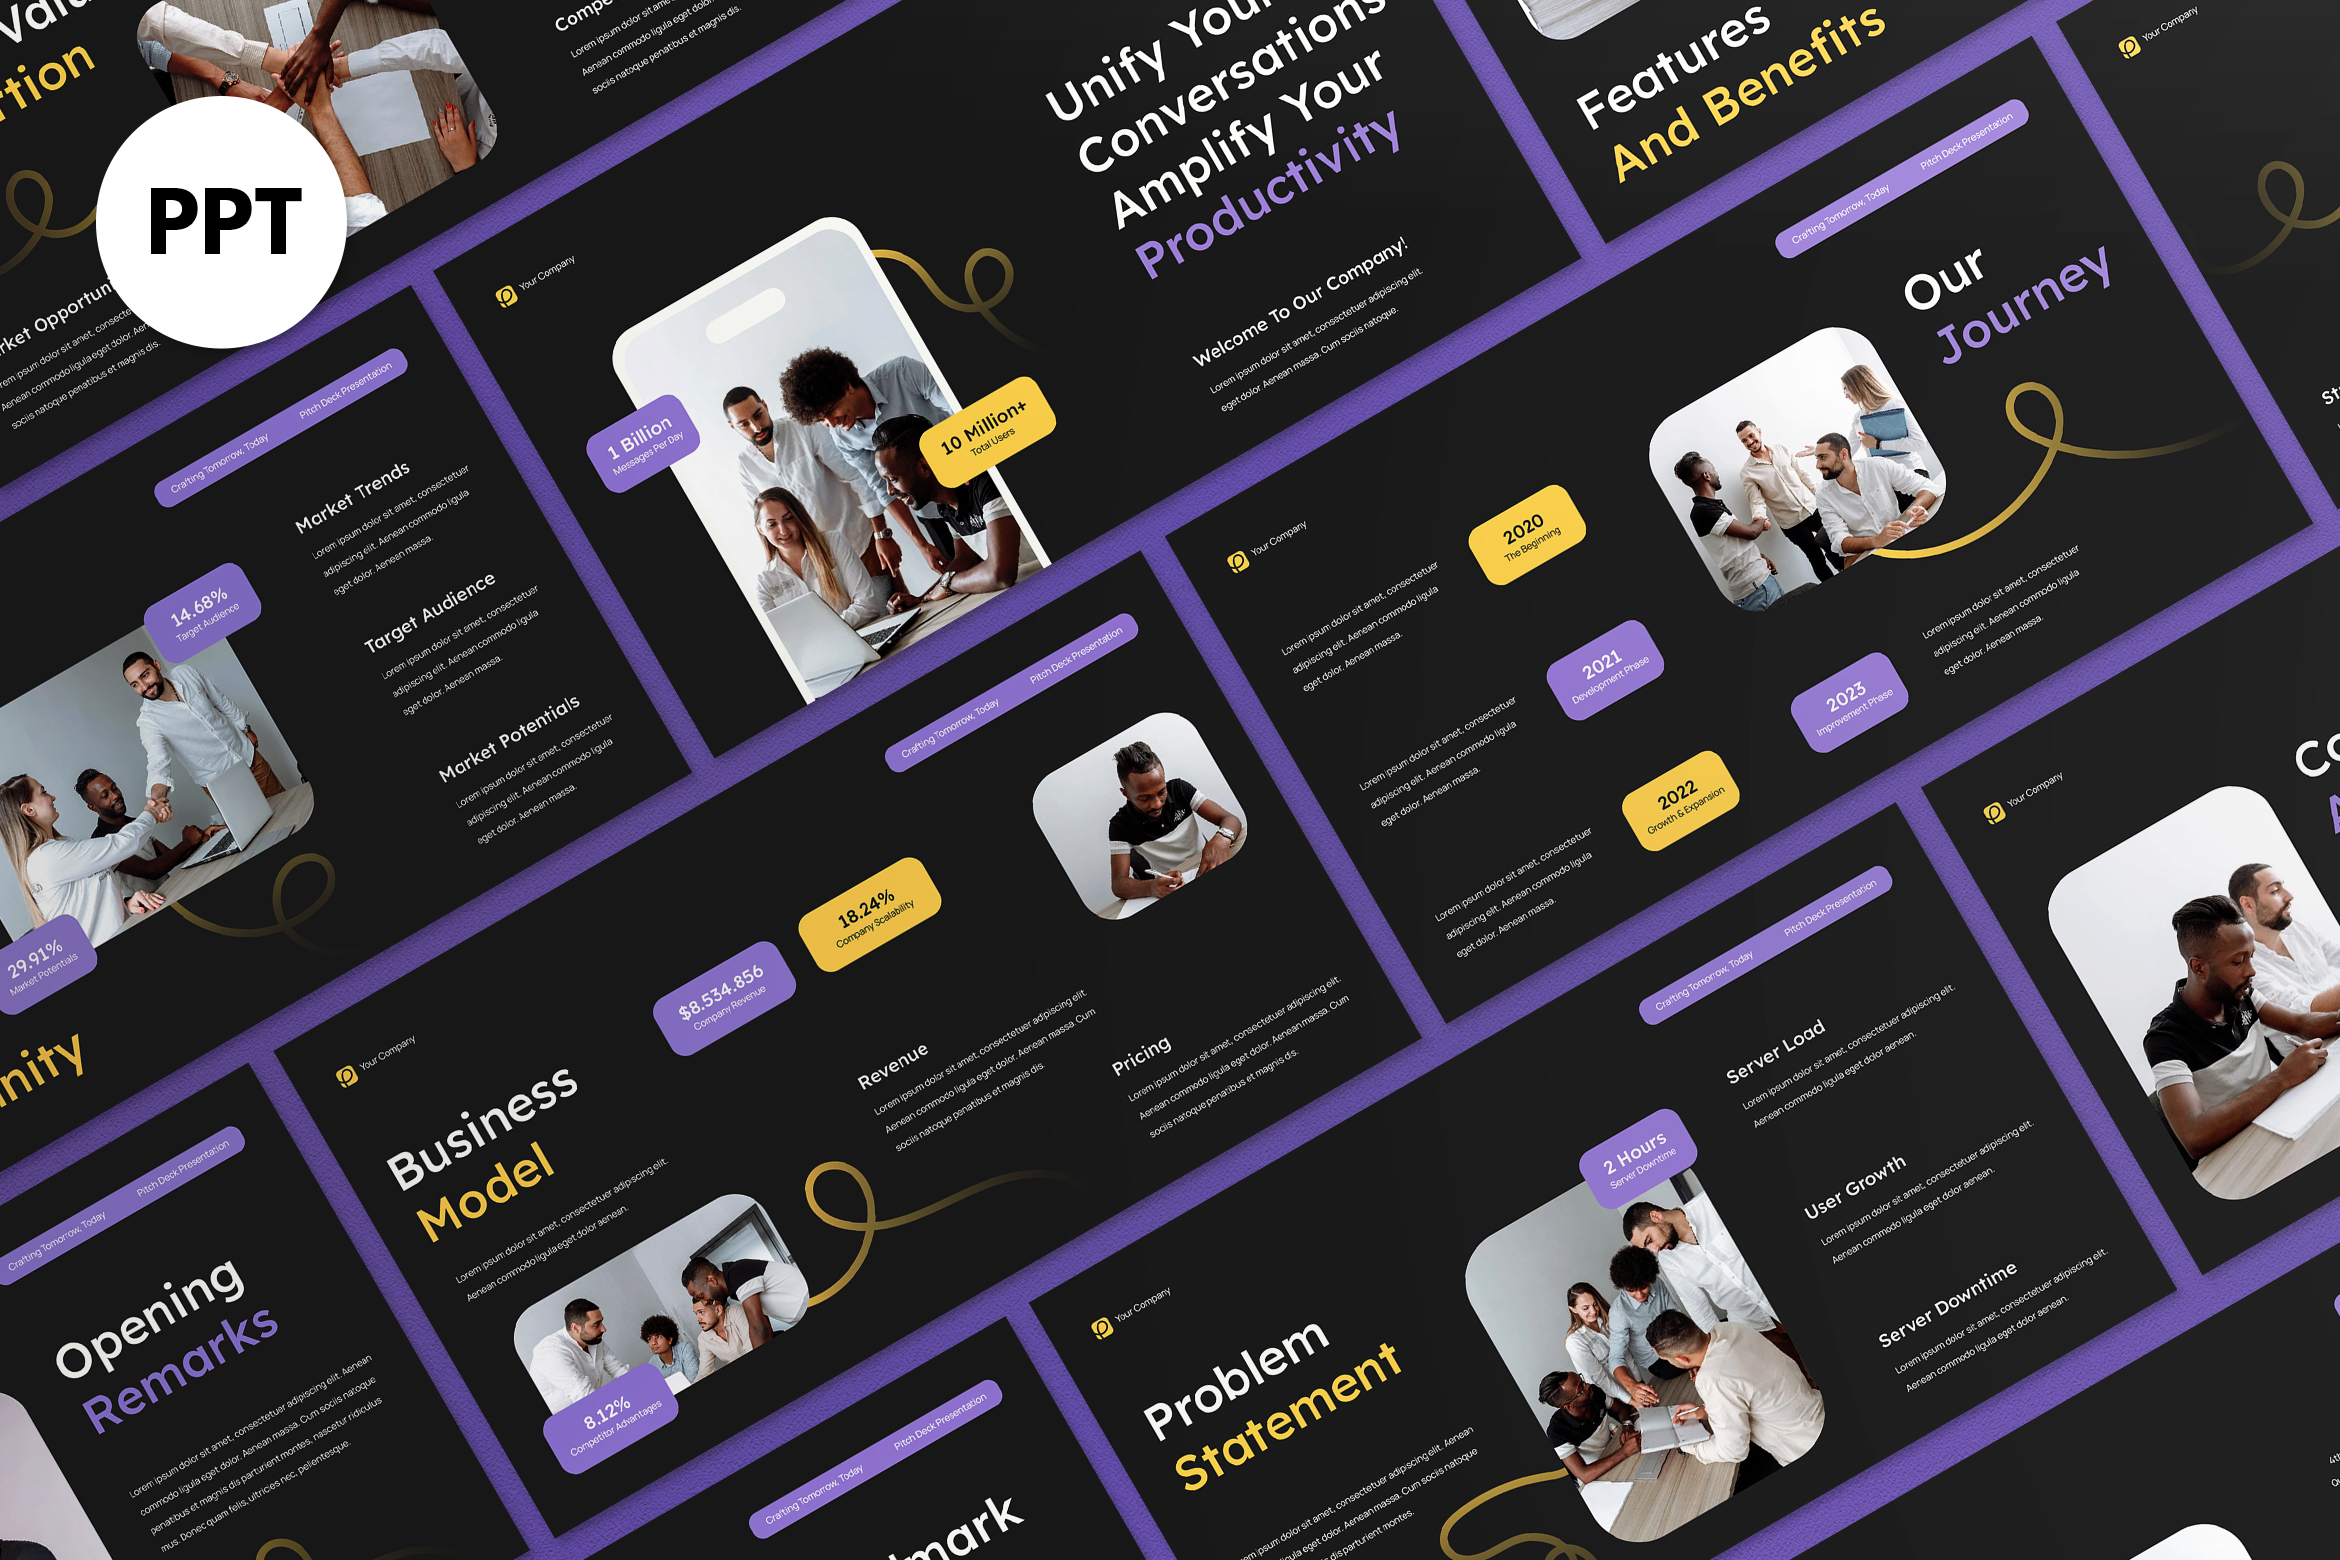 PPT
Compe
Lorem ipsum dolor sit amet, consectetuer
Aenean commodo ligula eget dolor.
sociis natoque penatibus et magnis dis.
Market Opportunity
Lorem ipsum dolor sit amet, consectetuer
Aenean commodo ligula eget dolor. Aenean
sociis natoque penatibus et magnis dis.
Crafting Tomorrow, Today
Pitch Deck Presentation
Market Trends
Lorem ipsum dolor sit amet, consectetuer
adipiscing elit. Aenean commodo ligula
eget dolor. Aenean massa.
Target Audience
Lorem ipsum dolor sit amet, consectetuer
adipiscing elit. Aenean commodo ligula
eget dolor. Aenean massa.
Market Potentials
Lorem ipsum dolor sit amet, consectetuer
adipiscing elit. Aenean commodo ligula
eget dolor. Aenean massa.
14.68%
Target Audience
29.91%
Market Potentials
nity
Your Company
Unify Your
Conversations
Amplify Your
Productivity
Welcome To Our Company!
Lorem ipsum dolor sit amet, consectetuer adipiscing elit.
eget dolor. Aenean massa. Cum sociis natoque.
1 Billion
Messages Per Day
10 Million+
Total Users
Features
And Benefits
Your Company
Crafting Tomorrow, Today
Pitch Deck Presentation
Our
Journey
Your Company
2020
The Beginning
Lorem ipsum dolor sit amet, consectetuer
adipiscing elit. Aenean commodo ligula
eget dolor. Aenean massa.
2021
Development Phase
Lorem ipsum dolor sit amet, consectetuer
adipiscing elit. Aenean commodo ligula
eget dolor. Aenean massa.
2022
Growth & Expansion
Lorem ipsum dolor sit amet, consectetuer
adipiscing elit. Aenean commodo ligula
eget dolor. Aenean massa.
2023
Improvement Phase
Lorem ipsum dolor sit amet, consectetuer
adipiscing elit. Aenean commodo ligula
eget dolor. Aenean massa.
Crafting Tomorrow, Today
Pitch Deck Presentation
Your Company
Business
Model
Lorem ipsum dolor sit amet, consectetuer adipiscing elit.
Aenean commodo ligula eget dolor aenean.
$8.534.856
Company Revenue
18.24%
Company Scalability
Revenue
Lorem ipsum dolor sit amet, consectetuer adipiscing elit.
Aenean commodo ligula eget dolor. Aenean massa. Cum
sociis natoque penatibus et magnis dis.
Pricing
Lorem ipsum dolor sit amet, consectetuer adipiscing elit.
Aenean commodo ligula eget dolor. Aenean massa. Cum
sociis natoque penatibus et magnis dis.
8.12%
Competitor Advantages
Crafting Tomorrow, Today
Pitch Deck Presentation
Opening
Remarks
Lorem ipsum dolor sit amet, consectetuer adipiscing elit. Aenean
commodo ligula eget dolor. Aenean massa. Cum sociis natoque
penatibus et magnis dis parturient montes, nascetur ridiculus
mus. Donec quam felis, ultrices nec, pellentesque.
Crafting Tomorrow, Today
Pitch Deck Presentation
mark
Your Company
Problem
Statement
Lorem ipsum dolor sit amet, consectetuer adipiscing elit. Aenean
commodo ligula eget dolor. Aenean massa. Cum sociis natoque
penatibus et magnis dis parturient montes.
2 Hours
Server Downtime
Crafting Tomorrow, Today
Pitch Deck Presentation
Server Load
Lorem ipsum dolor sit amet, consectetuer adipiscing elit.
Aenean commodo ligula eget dolor aenean.
User Growth
Lorem ipsum dolor sit amet, consectetuer adipiscing elit.
Aenean commodo ligula eget dolor aenean.
Server Downtime
Lorem ipsum dolor sit amet, consectetuer adipiscing elit.
Aenean commodo ligula eget dolor aenean.
Your Company